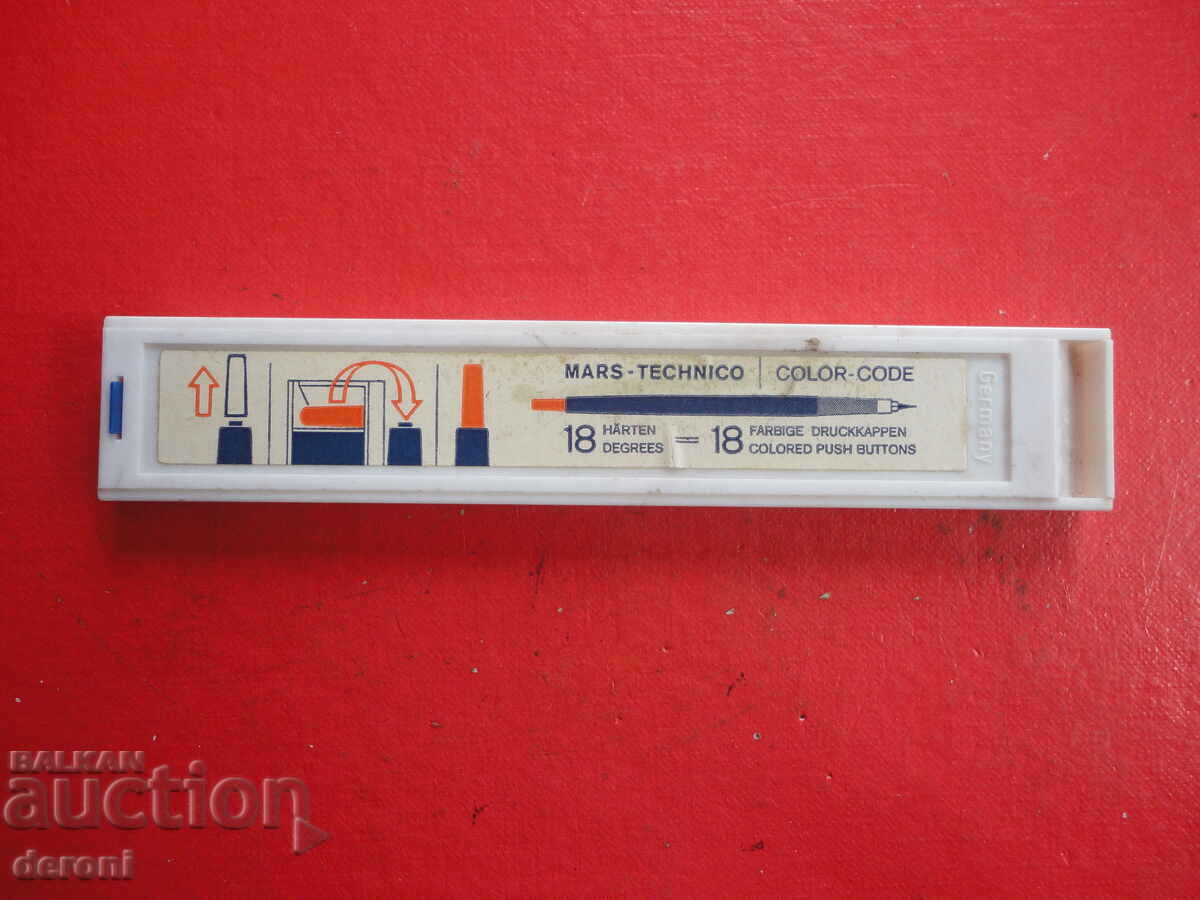 MARS-TECHNICO | COLOR-CODE
18 HÄRTEN DEGREES = 18 FARBIGE DRUCKKAPPEN COLORED PUSH BUTTONS
Germany
BALKAN
auction
deroni